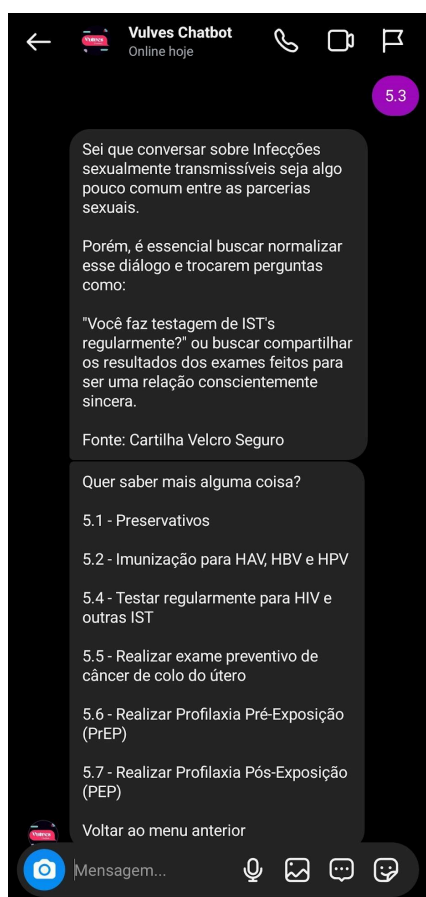 Vulves Chatbot
Online hoje
5.3
Sei que conversar sobre Infecções
sexualmente transmissíveis seja algo
pouco comum entre as parcerias
sexuais.
Porém, é essencial buscar normalizar
esse diálogo e trocarem perguntas
como:
"Você faz testagem de IST's
regularmente?" ou buscar compartilhar
os resultados dos exames feitos para
ser uma relação conscientemente
sincera.
Fonte: Cartilha Velcro Seguro
Quer saber mais alguma coisa?
5.1 - Preservativos
5.2 - Imunização para HAV, HBV e HPV
5.4 - Testar regularmente para HIV e
outras IST
5.5 - Realizar exame preventivo de
câncer de colo do útero
5.6 - Realizar Profilaxia Pré-Exposição
(PrEP)
5.7 - Realizar Profilaxia Pós-Exposição
(PEP)
Voltar ao menu anterior
Mensagem...